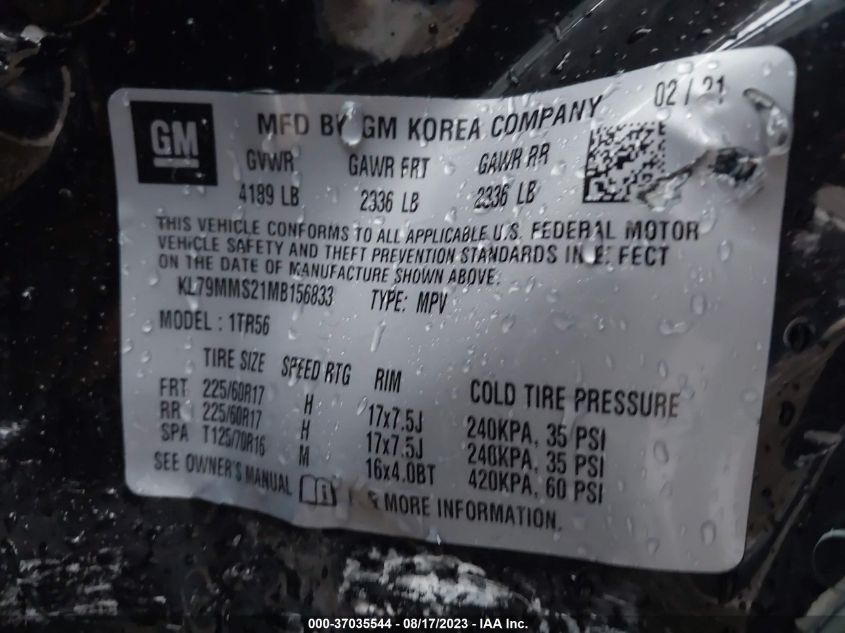 GM
MFD BY GM KOREA COMPANY
02 / 21
GVWR GAWR FRT GAWR RR
4189 LB 2336 LB 2336 LB
THIS VEHICLE CONFORMS TO ALL APPLICABLE U.S. FEDERAL MOTOR
VEHICLE SAFETY AND THEFT PREVENTION STANDARDS IN EFFECT
ON THE DATE OF MANUFACTURE SHOWN ABOVE.
KL79MMS21MB156833 TYPE: MPV
MODEL : 1TR56
TIRE SIZE SPEED RTG RIM COLD TIRE PRESSURE
FRT 225/60R17 H 17x7.5J 240KPA, 35 PSI
RR 225/60R17 H 17x7.5J 240KPA, 35 PSI
SPA T125/70R16 M 16x4.0BT 420KPA, 60 PSI
SEE OWNER'S MANUAL FOR MORE INFORMATION.
000-37035544 - 08/17/2023 - IAA Inc.